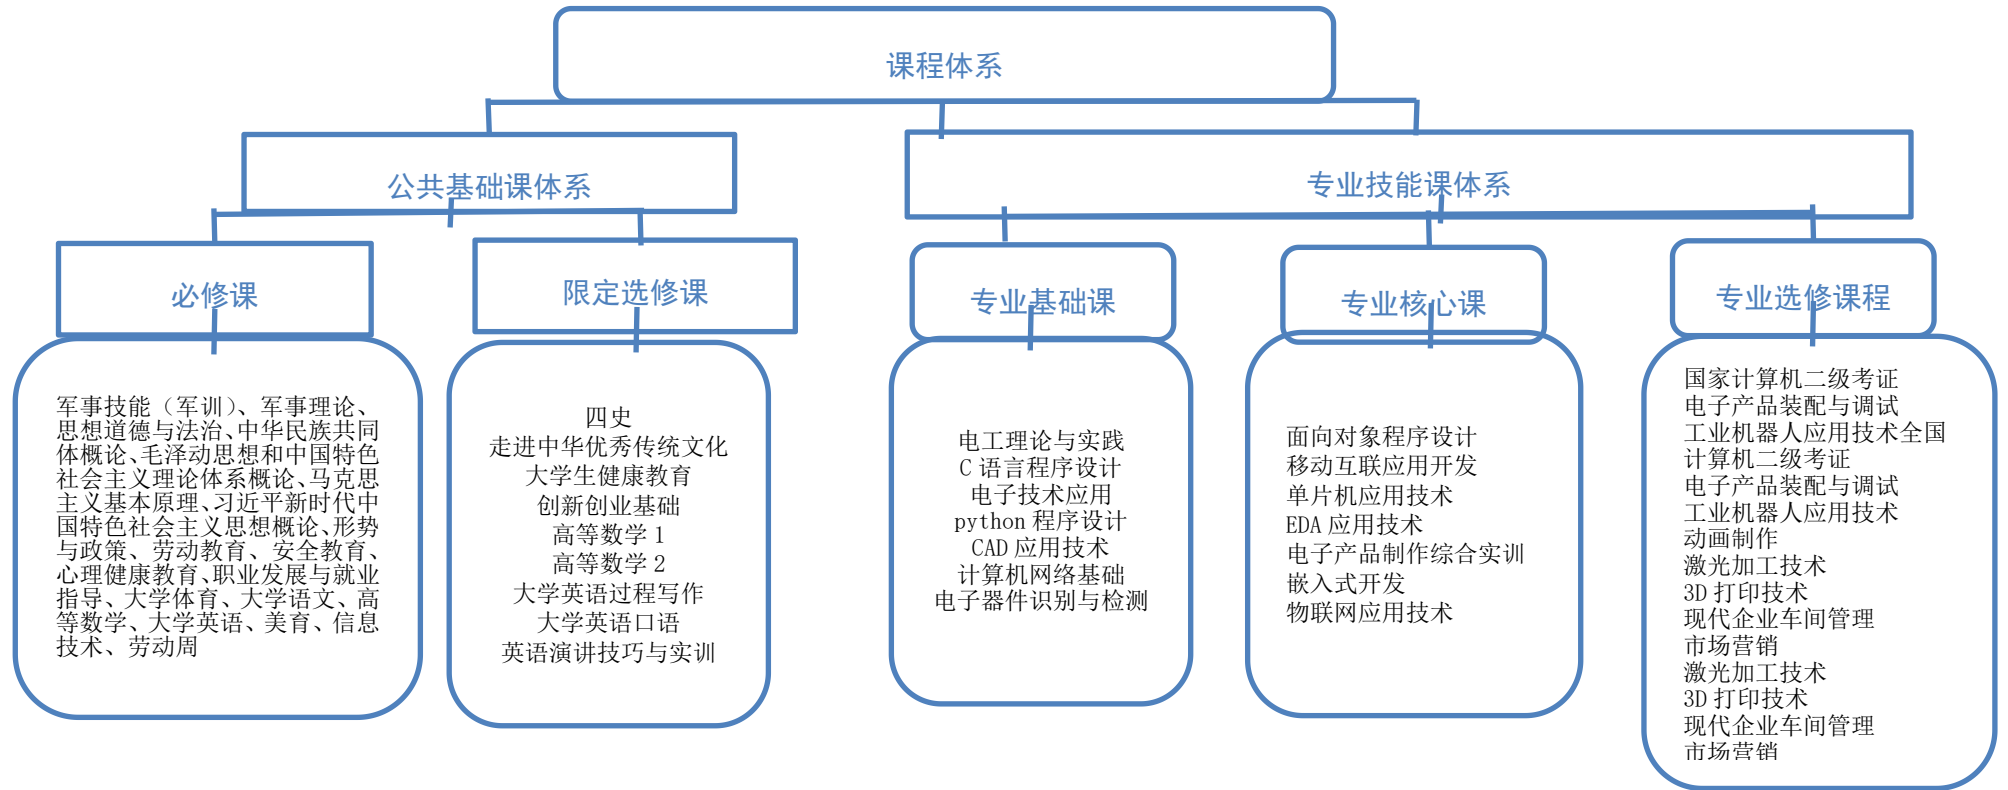 课程体系
公共基础课体系
专业技能课体系
必修课
限定选修课
专业基础课
专业核心课
专业选修课程
军事技能（军训）、军事理论、
思想道德与法治、中华民族共同
体概论、毛泽动思想和中国特色
社会主义理论体系概论、马克思
主义基本原理、习近平新时代中
国特色社会主义思想概论、形势
与政策、劳动教育、安全教育、
心理健康教育、职业发展与就业
指导、大学体育、大学语文、高
等数学、大学英语、美育、信息
技术、劳动周
四史
走进中华优秀传统文化
大学生健康教育
创新创业基础
高等数学 1
高等数学 2
大学英语过程写作
大学英语口语
英语演讲技巧与实训
电工理论与实践
C 语言程序设计
电子技术应用
python 程序设计
CAD 应用技术
计算机网络基础
电子器件识别与检测
面向对象程序设计
移动互联应用开发
单片机应用技术
EDA 应用技术
电子产品制作综合实训
嵌入式开发
物联网应用技术
国家计算机二级考证
电子产品装配与调试
工业机器人应用技术全国
计算机二级考证
电子产品装配与调试
工业机器人应用技术
动画制作
激光加工技术
3D 打印技术
现代企业车间管理
市场营销
激光加工技术
3D 打印技术
现代企业车间管理
市场营销